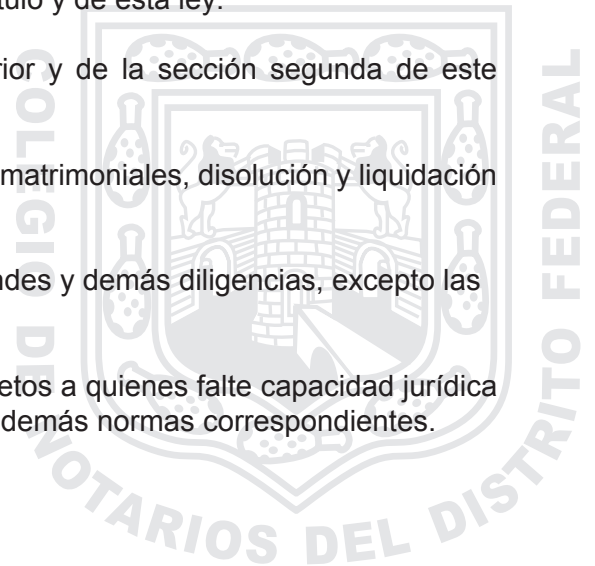 tulo y de esta ley.
rior y de la sección segunda de este
matrimoniales, disolución y liquidación
ndes y demás diligencias, excepto las
etos a quienes falte capacidad jurídica
demás normas correspondientes.
COLEGIO DE NOTARIOS DEL DISTRITO FEDERAL